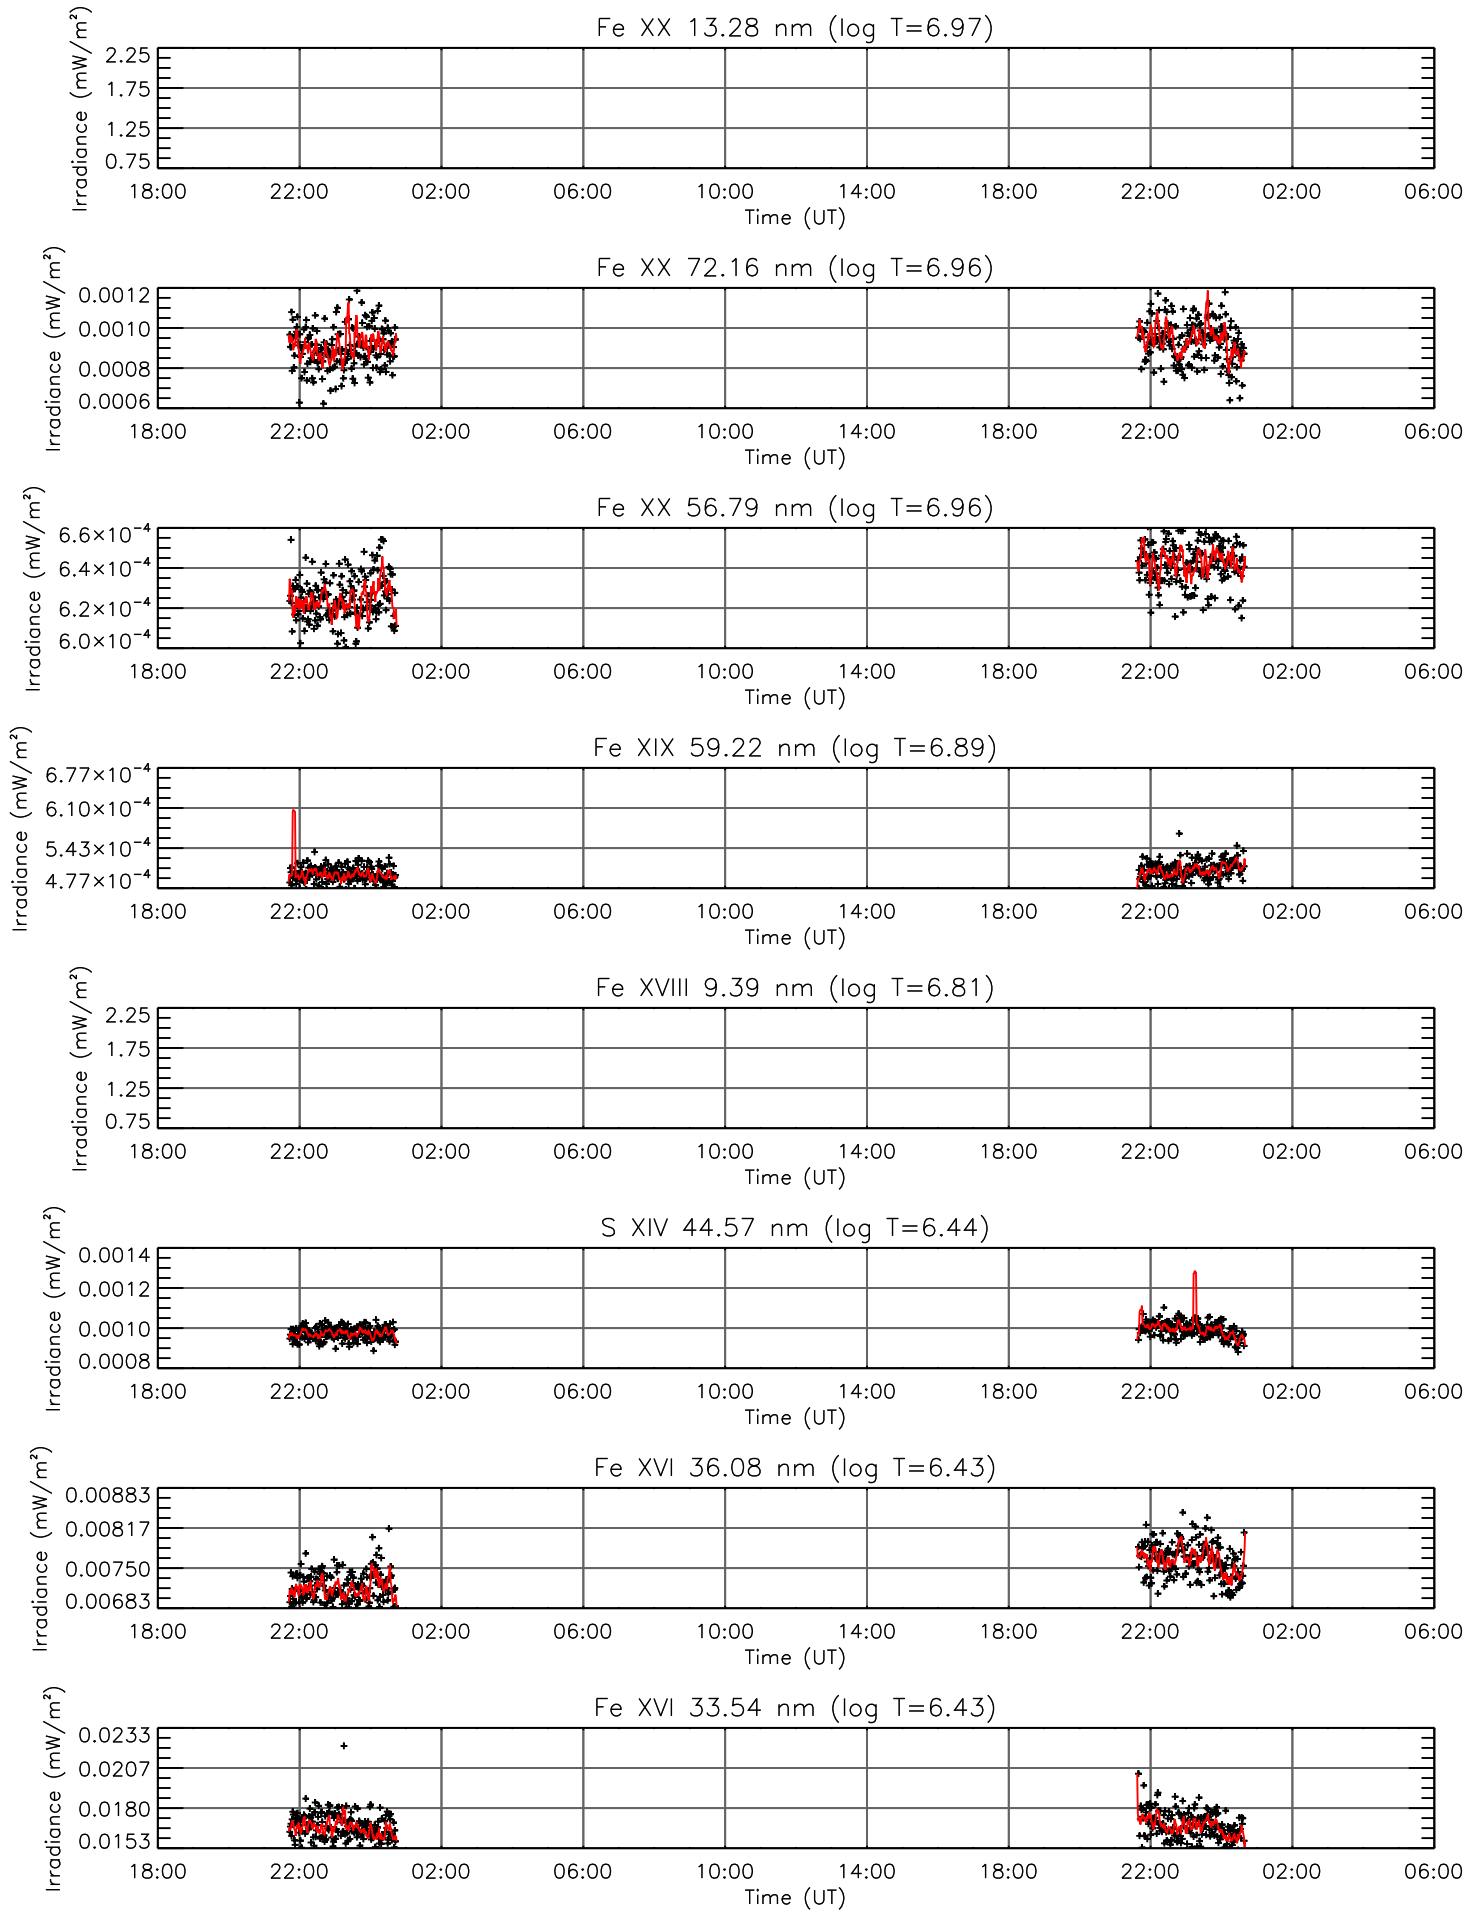 Fe XX 13.28 nm (log T=6.97)
Irradiance (mW/m²)
2.25
1.75
1.25
0.75
18:00 22:00 02:00 06:00 10:00 14:00 18:00 22:00 02:00 06:00
Time (UT)
Fe XX 72.16 nm (log T=6.96)
Irradiance (mW/m²)
0.0012
0.0010
0.0008
0.0006
18:00 22:00 02:00 06:00 10:00 14:00 18:00 22:00 02:00 06:00
Time (UT)
Fe XX 56.79 nm (log T=6.96)
Irradiance (mW/m²)
6.6×10⁻⁴
6.4×10⁻⁴
6.2×10⁻⁴
6.0×10⁻⁴
18:00 22:00 02:00 06:00 10:00 14:00 18:00 22:00 02:00 06:00
Time (UT)
Fe XIX 59.22 nm (log T=6.89)
Irradiance (mW/m²)
6.77×10⁻⁴
6.10×10⁻⁴
5.43×10⁻⁴
4.77×10⁻⁴
18:00 22:00 02:00 06:00 10:00 14:00 18:00 22:00 02:00 06:00
Time (UT)
Fe XVIII 9.39 nm (log T=6.81)
Irradiance (mW/m²)
2.25
1.75
1.25
0.75
18:00 22:00 02:00 06:00 10:00 14:00 18:00 22:00 02:00 06:00
Time (UT)
S XIV 44.57 nm (log T=6.44)
Irradiance (mW/m²)
0.0014
0.0012
0.0010
0.0008
18:00 22:00 02:00 06:00 10:00 14:00 18:00 22:00 02:00 06:00
Time (UT)
Fe XVI 36.08 nm (log T=6.43)
Irradiance (mW/m²)
0.00883
0.00817
0.00750
0.00683
18:00 22:00 02:00 06:00 10:00 14:00 18:00 22:00 02:00 06:00
Time (UT)
Fe XVI 33.54 nm (log T=6.43)
Irradiance (mW/m²)
0.0233
0.0207
0.0180
0.0153
18:00 22:00 02:00 06:00 10:00 14:00 18:00 22:00 02:00 06:00
Time (UT)